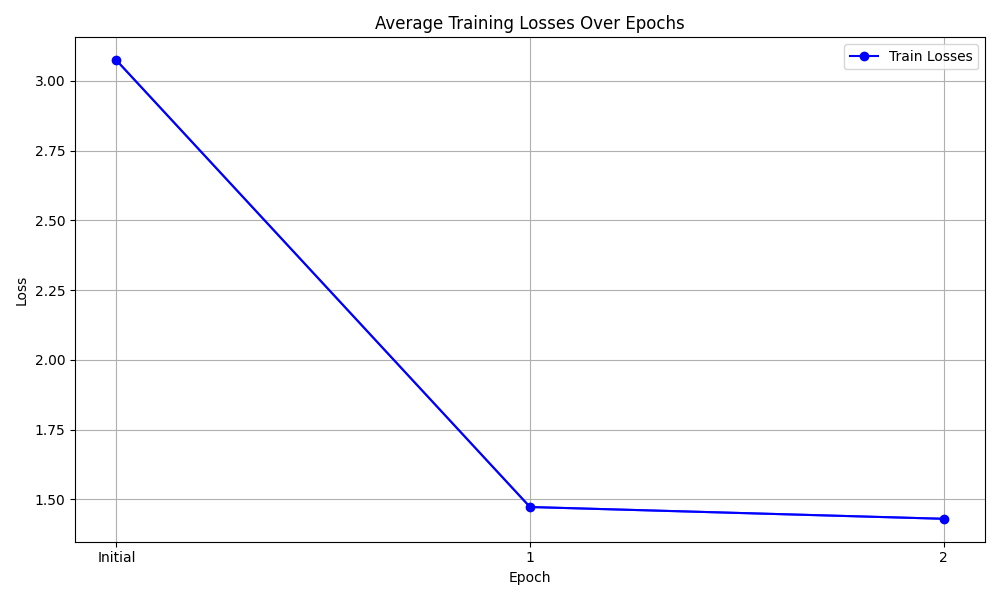 Average Training Losses Over Epochs
Train Losses
3.00
2.75
2.50
2.25
2.00
1.75
1.50
Loss
Initial
1
2
Epoch